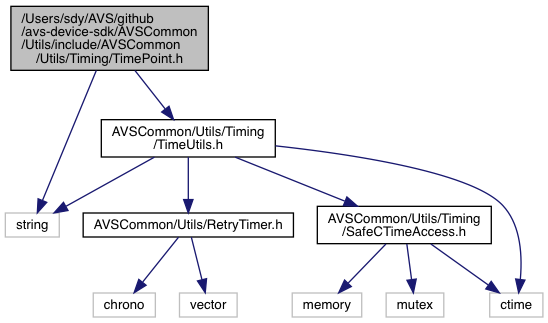 /Users/sdy/AVS/github
/avs-device-sdk/AVSCommon
/Utils/include/AVSCommon
/Utils/Timing/TimePoint.h
AVSCommon/Utils/Timing
/TimeUtils.h
string
AVSCommon/Utils/RetryTimer.h
AVSCommon/Utils/Timing
/SafeCTimeAccess.h
chrono
vector
memory
mutex
ctime